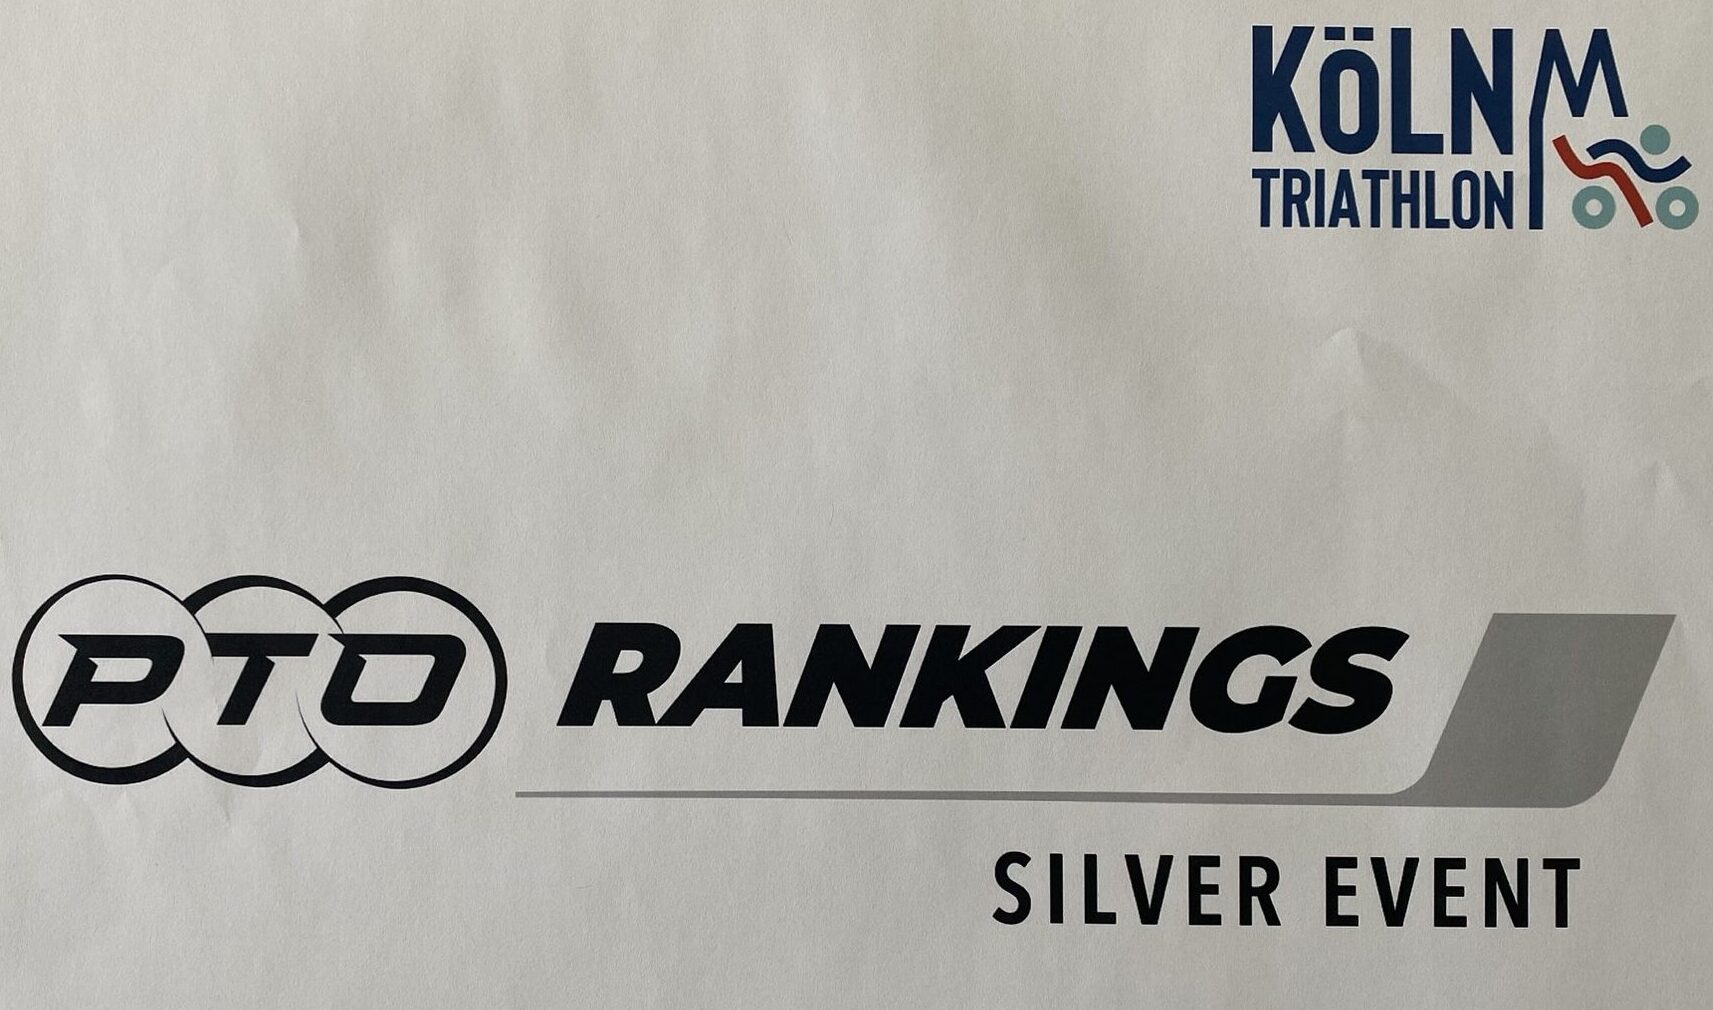 KÖLN
TRIATHLON
PTO RANKINGS
SILVER EVENT